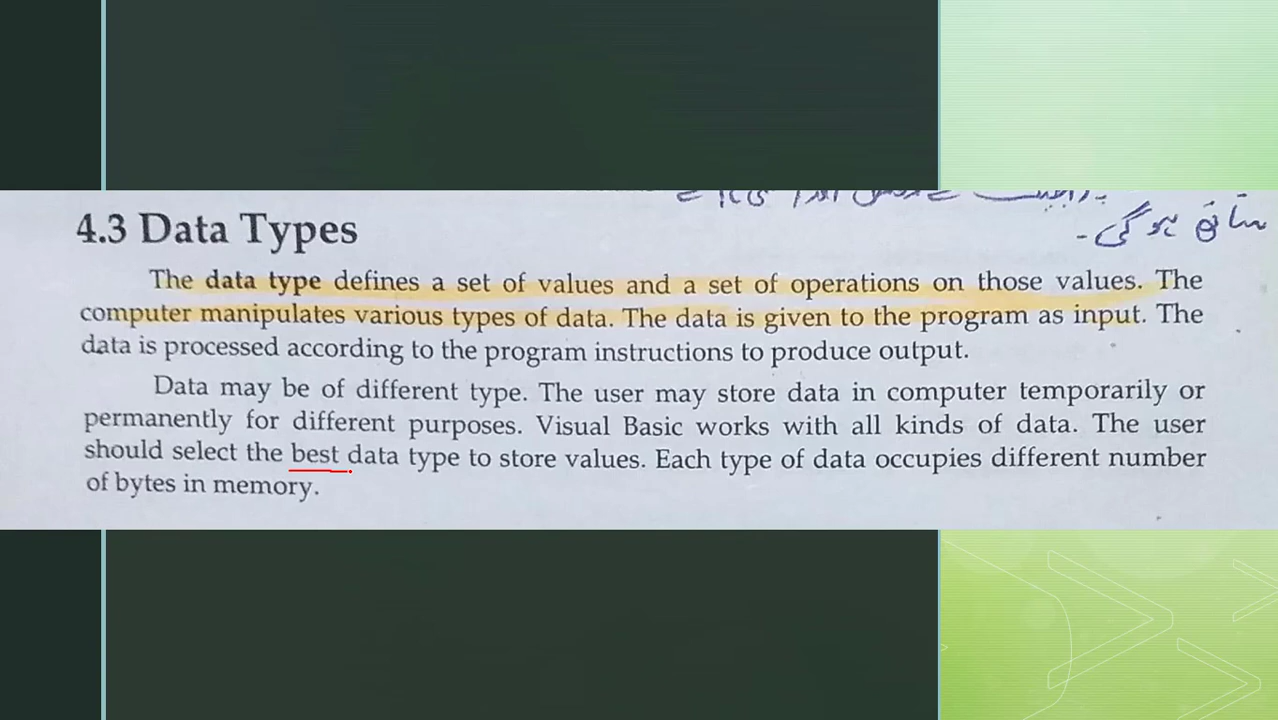 ساتھ ہو گی -
4.3 Data Types
The data type defines a set of values and a set of operations on those values. The
computer manipulates various types of data. The data is given to the program as input. The
data is processed according to the program instructions to produce output.
Data may be of different type. The user may store data in computer temporarily or
permanently for different purposes. Visual Basic works with all kinds of data. The user
should select the best data type to store values. Each type of data occupies different number
of bytes in memory.